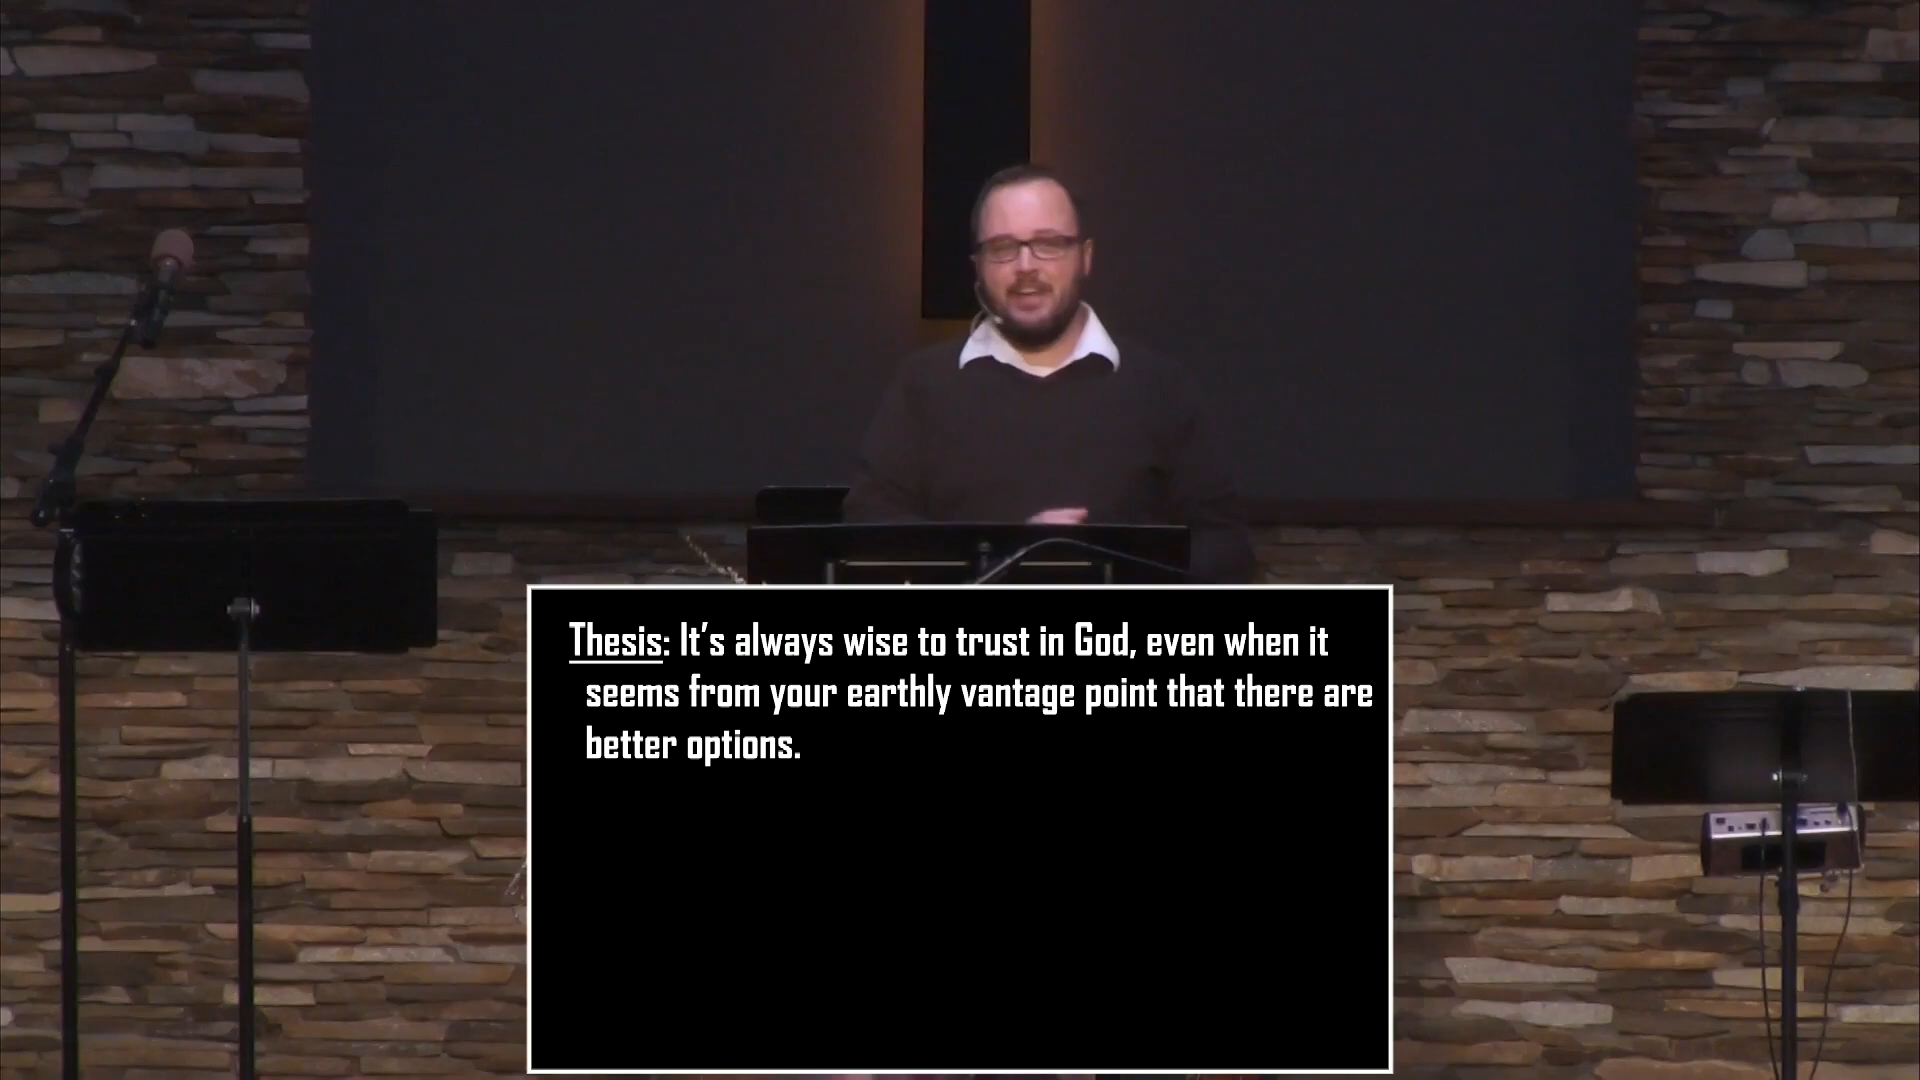 Thesis: It’s always wise to trust in God, even when it
seems from your earthly vantage point that there are
better options.